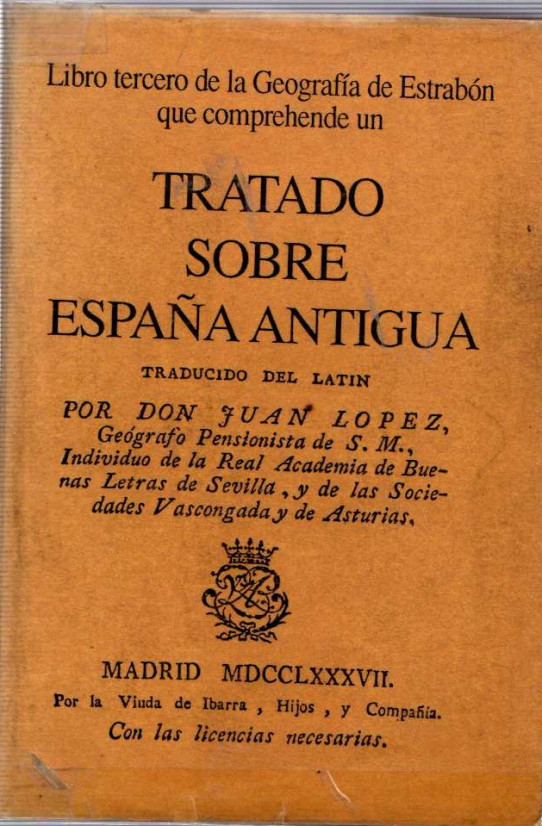 Libro tercero de la Geografía de Estrabón
que comprehende un
TRATADO
SOBRE
ESPAÑA ANTIGUA
TRADUCIDO DEL LATIN
POR DON JUAN LOPEZ,
Geógrafo Pensionista de S. M.,
Individuo de la Real Academia de Bue-
nas Letras de Sevilla, y de las Socie-
dades Vascongada y de Asturias.
MADRID MDCCLXXXVII.
Por la Viuda de Ibarra, Hijos, y Compañia.
Con las licencias necesarias.